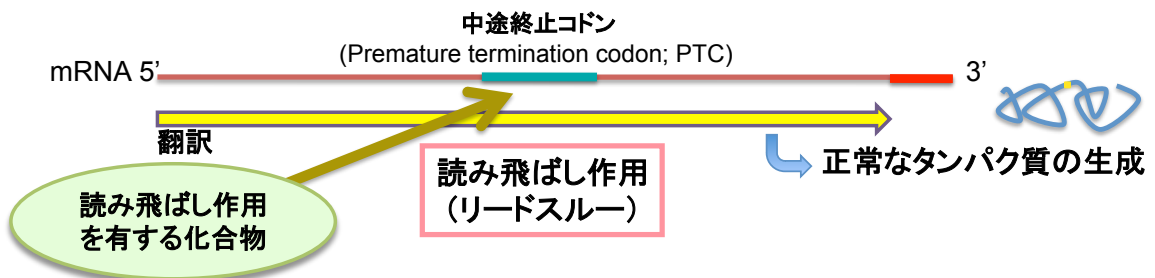 中途終止コドン
(Premature termination codon; PTC)
mRNA 5’
3’
翻訳
読み飛ばし作用
を有する化合物
読み飛ばし作用
（リードスルー）
正常なタンパク質の生成